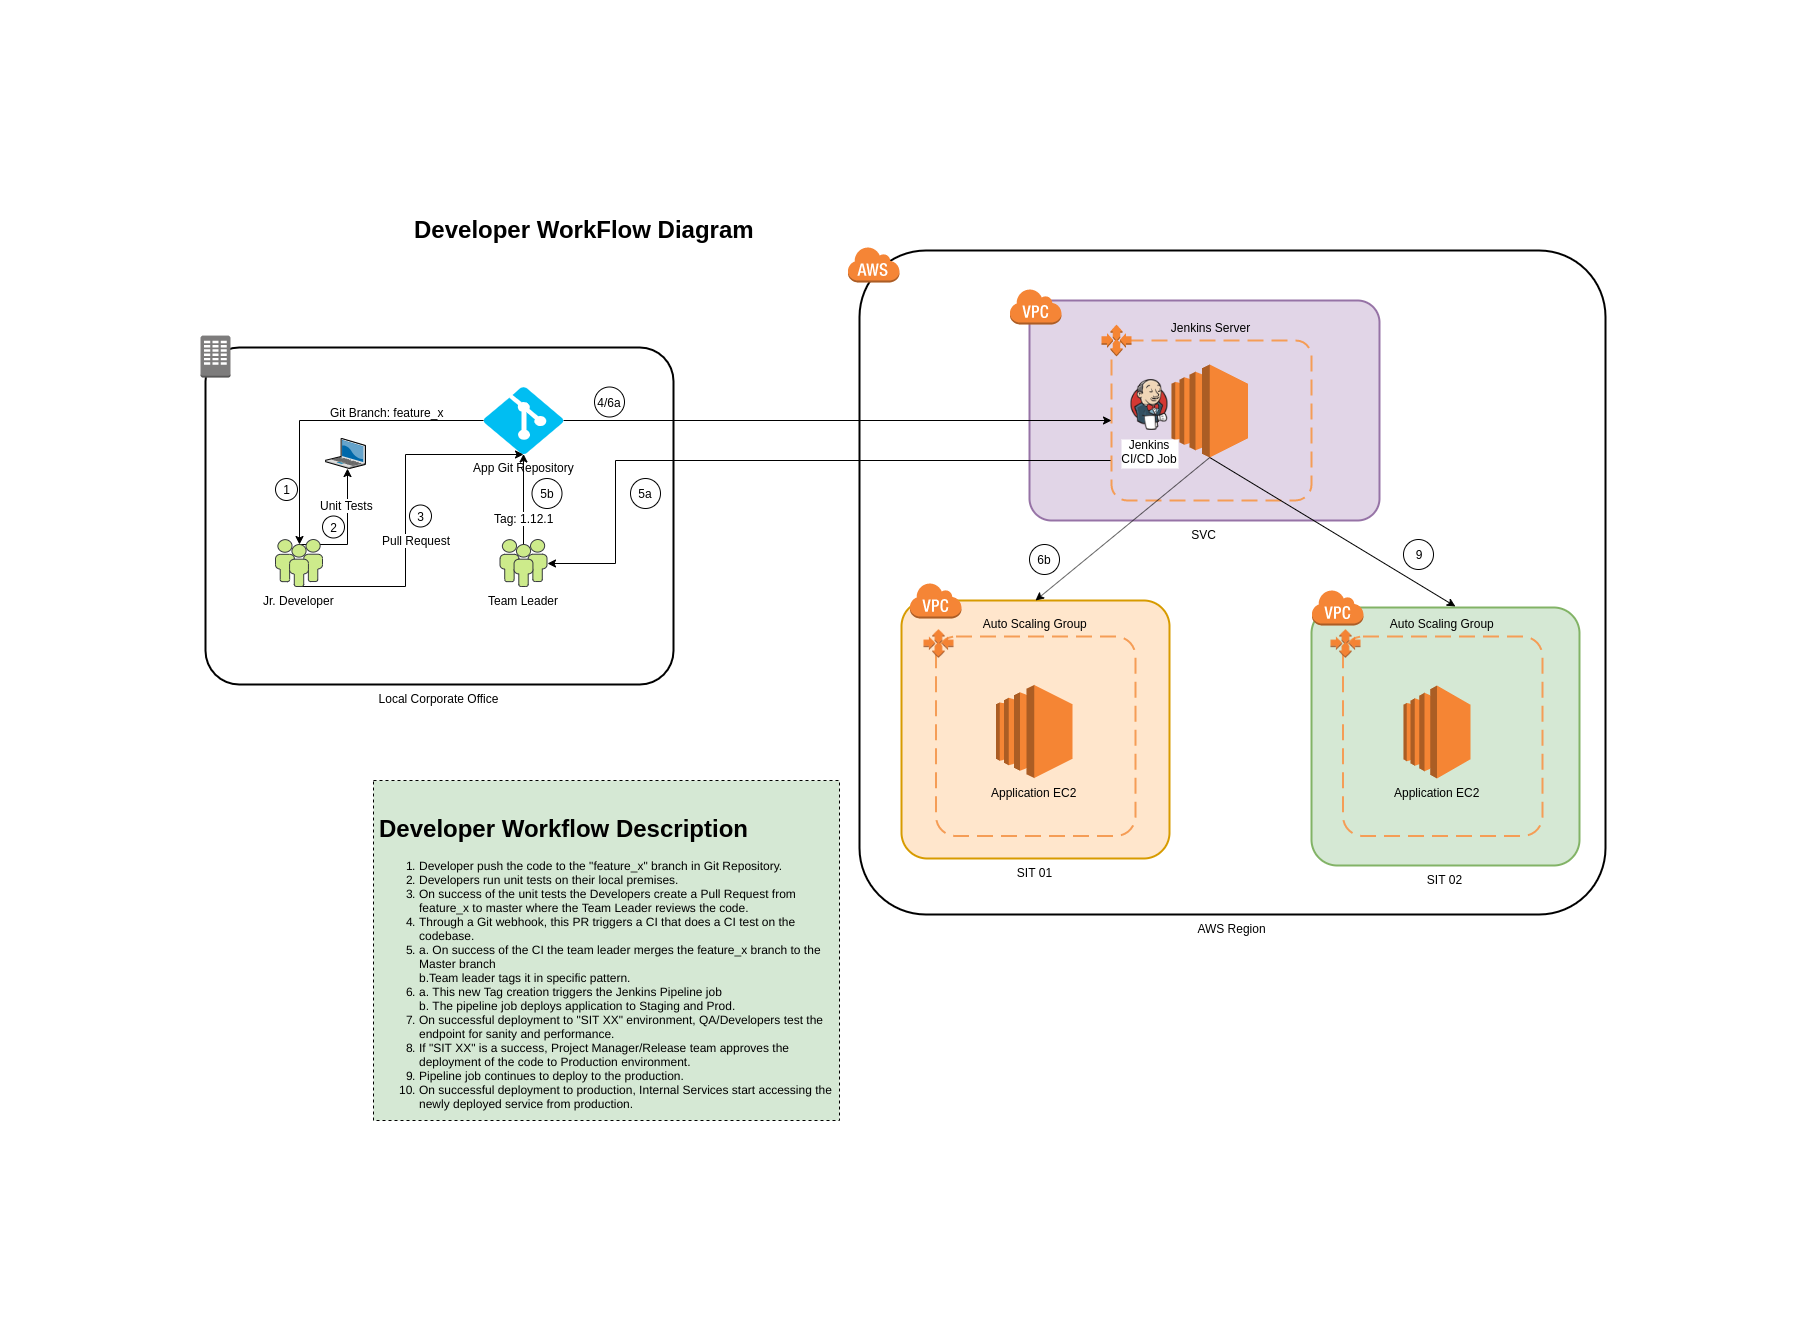 Developer WorkFlow Diagram
AWS
VPC
Jenkins Server
Git Branch: feature_x
4/6a
Jenkins
CI/CD Job
App Git Repository
1
Unit Tests
2
3
Pull Request
5b
5a
Tag: 1.12.1
Jr. Developer
Team Leader
Local Corporate Office
SVC
6b
9
VPC
Auto Scaling Group
Application EC2
SIT 01
VPC
Auto Scaling Group
Application EC2
SIT 02
AWS Region
Developer Workflow Description
1. Developer push the code to the "feature_x" branch in Git Repository.
2. Developers run unit tests on their local premises.
3. On success of the unit tests the Developers create a Pull Request from
feature_x to master where the Team Leader reviews the code.
4. Through a Git webhook, this PR triggers a CI that does a CI test on the
codebase.
5. a. On success of the CI the team leader merges the feature_x branch to the
Master branch
b.Team leader tags it in specific pattern.
6. a. This new Tag creation triggers the Jenkins Pipeline job
b. The pipeline job deploys application to Staging and Prod.
7. On successful deployment to "SIT XX" environment, QA/Developers test the
endpoint for sanity and performance.
8. If "SIT XX" is a success, Project Manager/Release team approves the
deployment of the code to Production environment.
9. Pipeline job continues to deploy to the production.
10. On successful deployment to production, Internal Services start accessing the
newly deployed service from production.